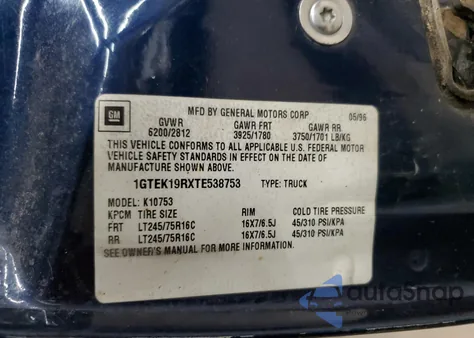 GM
MFD BY GENERAL MOTORS CORP 05/96
GVWR GAWR FRT GAWR RR
6200/2812 3925/1780 3750/1701 LB/KG
THIS VEHICLE CONFORMS TO ALL APPLICABLE U.S. FEDERAL MOTOR
VEHICLE SAFETY STANDARDS IN EFFECT ON THE DATE OF
MANUFACTURE SHOWN ABOVE.
1GTEK19RXTE538753 TYPE: TRUCK
MODEL: K10753
KPCM TIRE SIZE RIM COLD TIRE PRESSURE
FRT LT245/75R16C 16X7/6.5J 45/310 PSI/KPA
RR LT245/75R16C 16X7/6.5J 45/310 PSI/KPA
SEE OWNER'S MANUAL FOR MORE INFORMATION.
AutoSnap